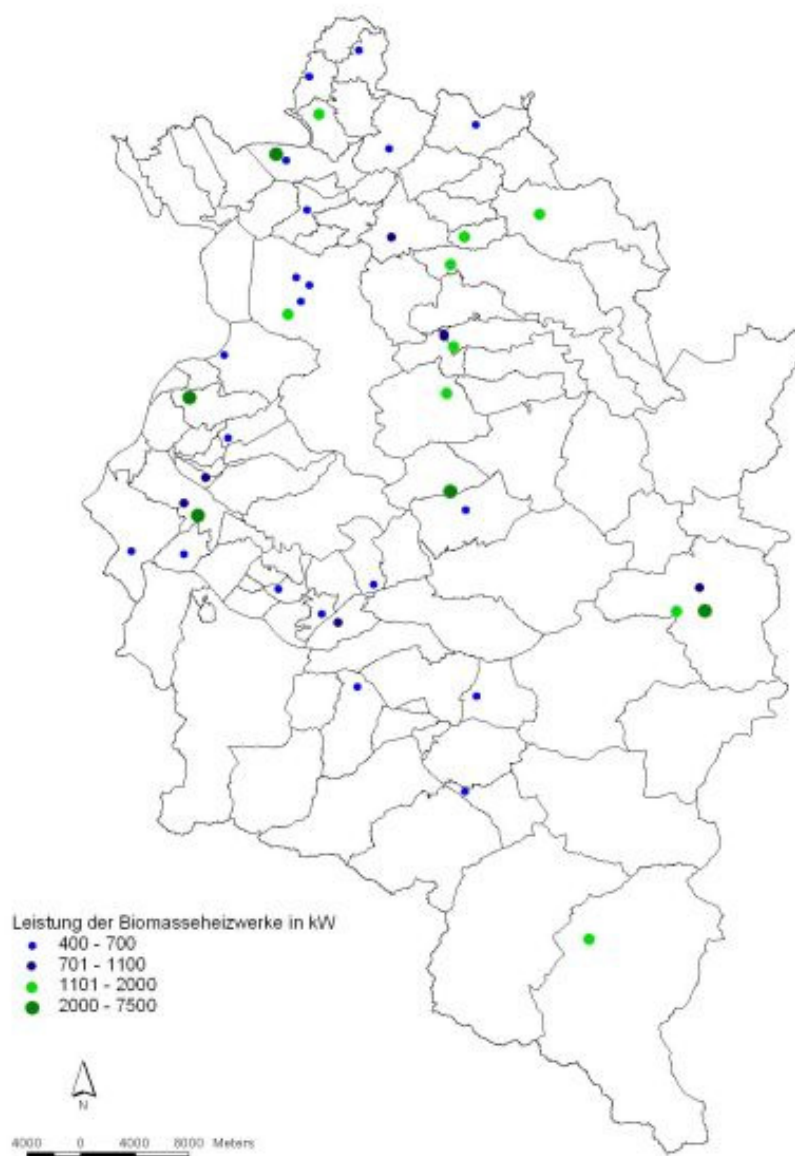 Leistung der Biomasseheizwerke in kW
400 - 700
701 - 1100
1101 - 2000
2000 - 7500
N
4000 0 4000 8000 Meters